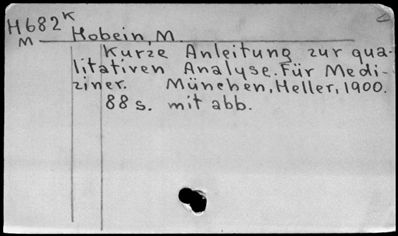 H682K
M Hobein, M.
Kurze Anleitung zur qua-
litativen Analyse. Für Medi-
ziner. München, Heller, 1900.
88 s. mit abb.